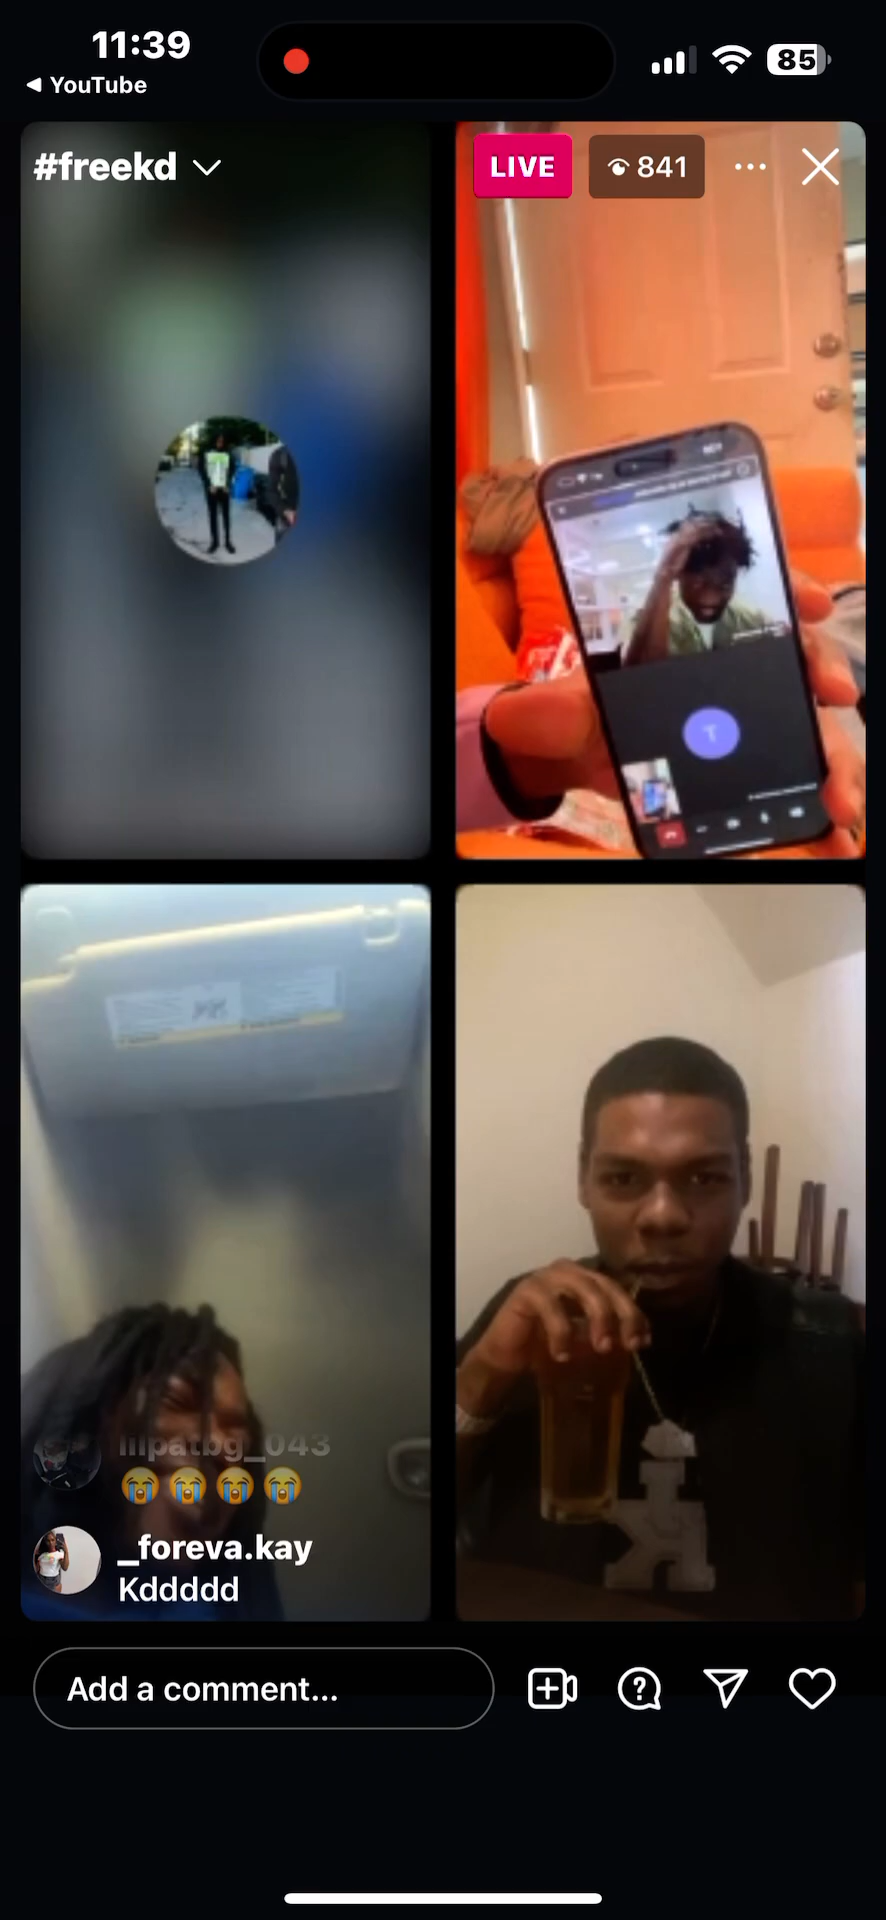 11:39
85
YouTube
#freekd
LIVE
841
T
😭😭😭😭
_foreva.kay
Kddddd
Add a comment...